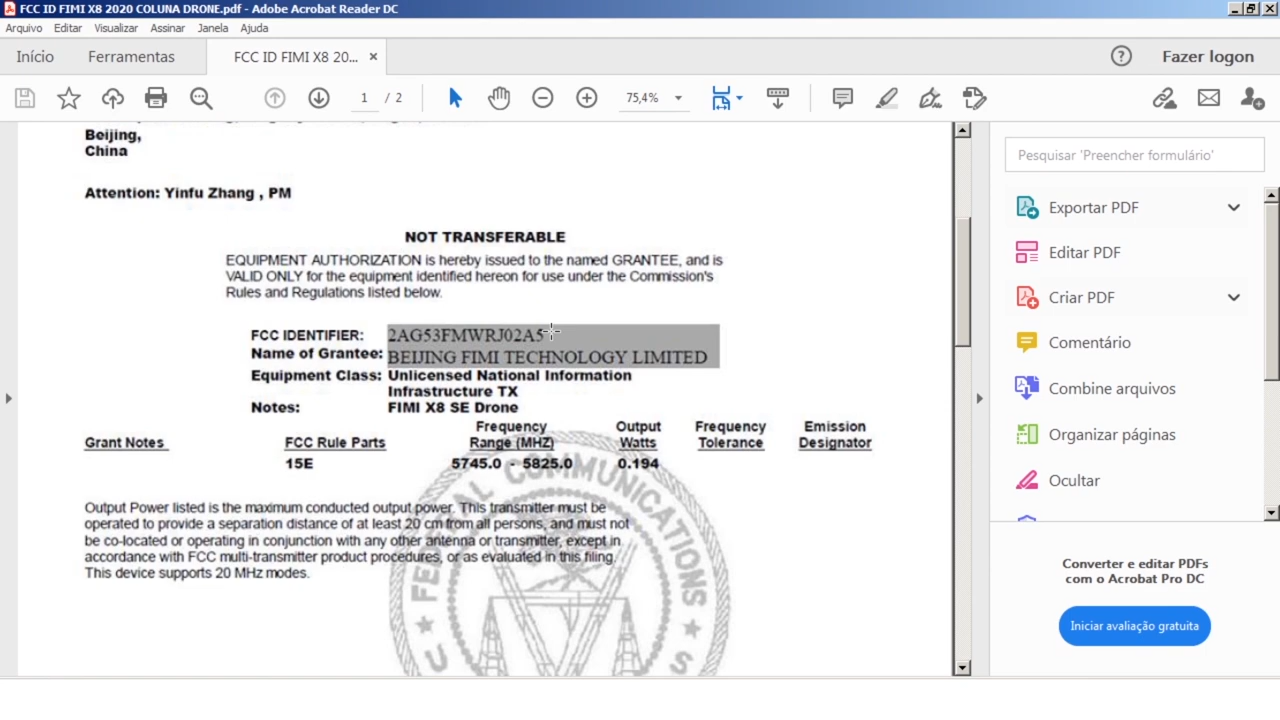 FCC ID FIMI X8 2020 COLUNA DRONE.pdf - Adobe Acrobat Reader DC
Arquivo Editar Visualizar Assinar Janela Ajuda
Início Ferramentas FCC ID FIMI X8 20... × Fazer logon
1 / 2 75,4%
Beijing,
China
Attention: Yinfu Zhang , PM
NOT TRANSFERABLE
EQUIPMENT AUTHORIZATION is hereby issued to the named GRANTEE, and is
VALID ONLY for the equipment identified hereon for use under the Commission's
Rules and Regulations listed below.
FCC IDENTIFIER: 2AG53FMWRJ02A5
Name of Grantee: BEIJING FIMI TECHNOLOGY LIMITED
Equipment Class: Unlicensed National Information
Infrastructure TX
Notes: FIMI X8 SE Drone
Grant Notes FCC Rule Parts Frequency Range (MHZ) Output Watts Frequency Tolerance Emission Designator
15E 5745.0 - 5825.0 0.194
Output Power listed is the maximum conducted output power. This transmitter must be
operated to provide a separation distance of at least 20 cm from all persons, and must not
be co-located or operating in conjunction with any other antenna or transmitter, except in
accordance with FCC multi-transmitter product procedures, or as evaluated in this filing.
This device supports 20 MHz modes.
FEDERAL COMMUNICATIONS
U S
Pesquisar 'Preencher formulário'
Exportar PDF
Editar PDF
Criar PDF
Comentário
Combine arquivos
Organizar páginas
Ocultar
Converter e editar PDFs
com o Acrobat Pro DC
Iniciar avaliação gratuita